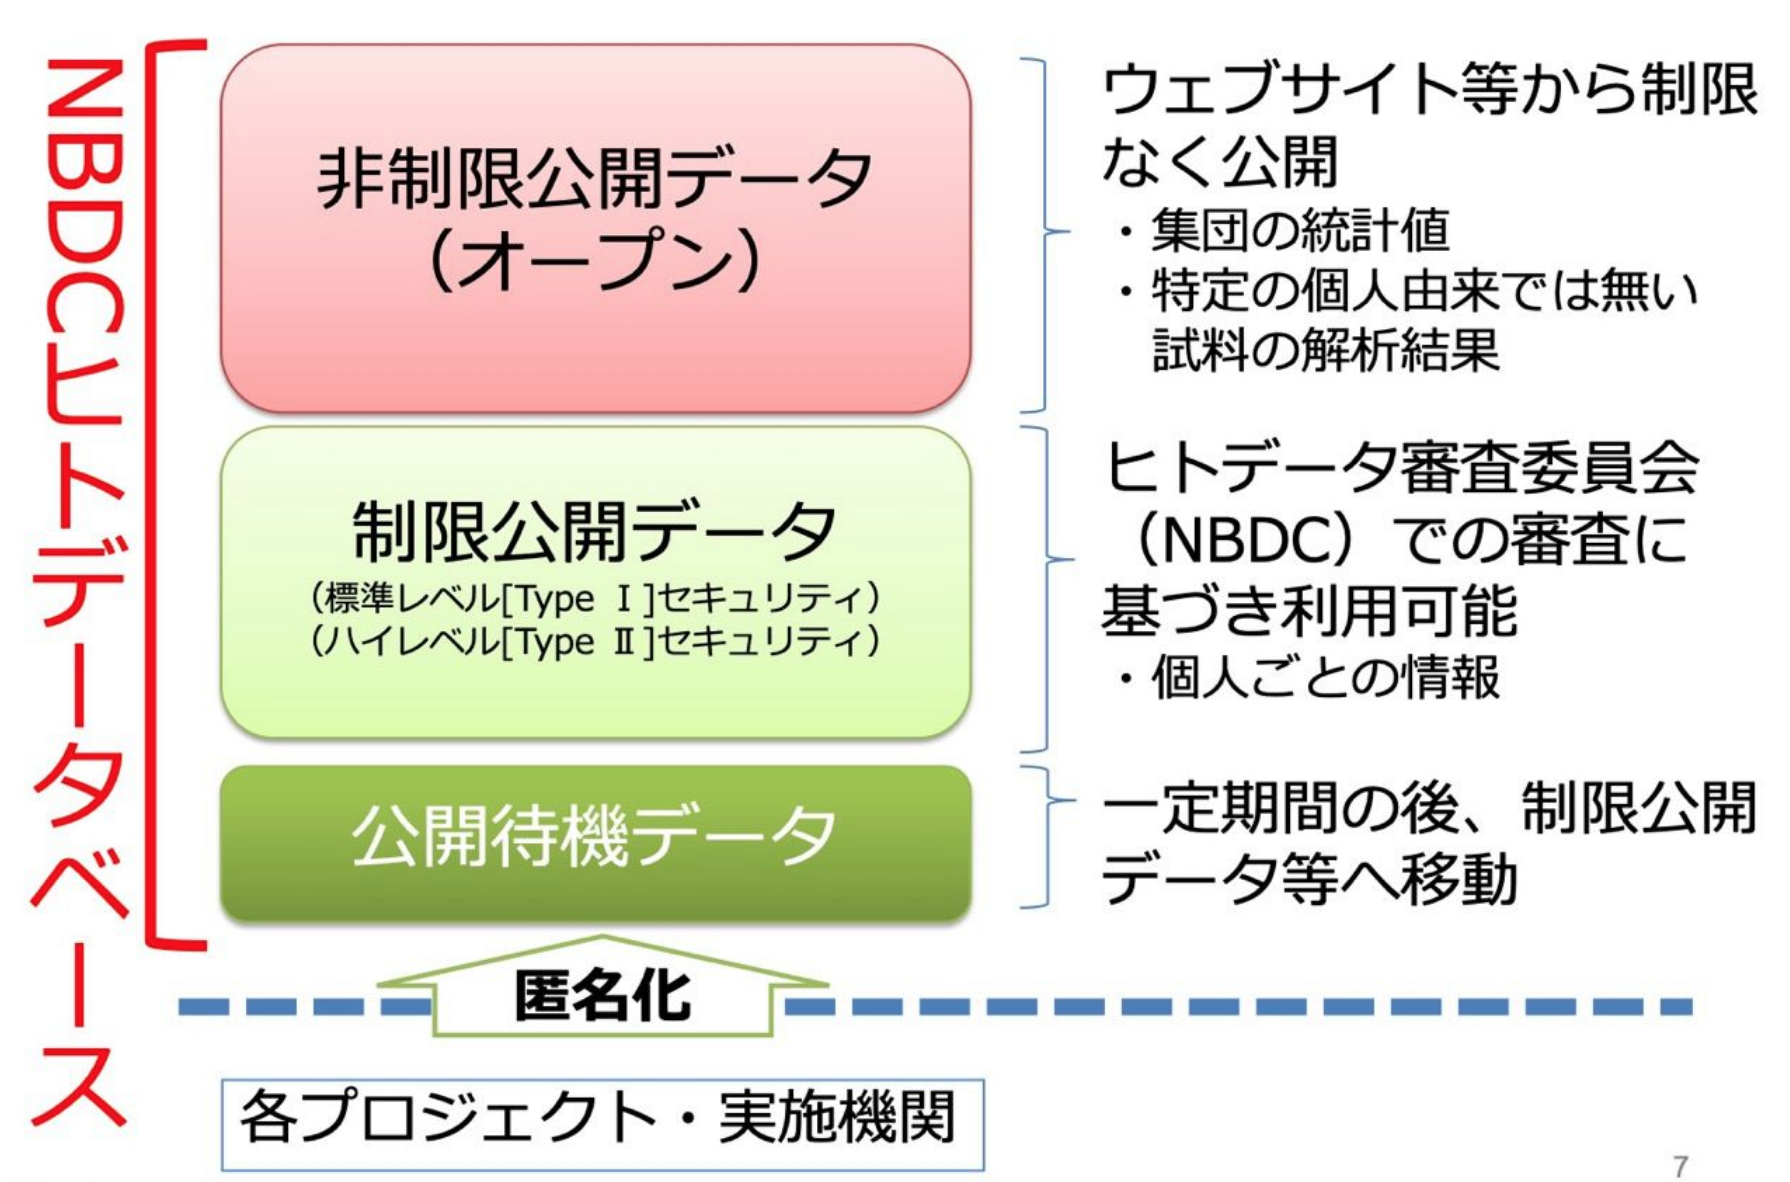 NBDCヒトデータベース
非制限公開データ
（オープン）
ウェブサイト等から制限
なく公開
・集団の統計値
・特定の個人由来では無い
試料の解析結果
制限公開データ
（標準レベル[Type Ⅰ]セキュリティ）
（ハイレベル[Type Ⅱ]セキュリティ）
ヒトデータ審査委員会
（NBDC）での審査に
基づき利用可能
・個人ごとの情報
公開待機データ
一定期間の後、制限公開
データ等へ移動
匿名化
各プロジェクト・実施機関
7